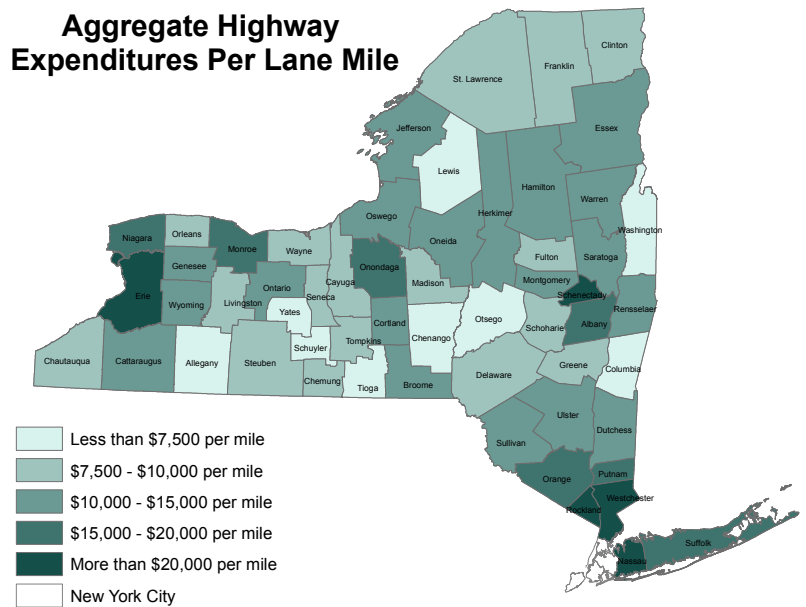 Aggregate Highway
Expenditures Per Lane Mile
Clinton
Franklin
St. Lawrence
Jefferson
Essex
Lewis
Hamilton
Warren
Herkimer
Oswego
Washington
Orleans
Niagara
Monroe
Wayne
Oneida
Fulton
Saratoga
Genesee
Onondaga
Madison
Montgomery
Cayuga
Ontario
Erie
Seneca
Schenectady
Wyoming
Livingston
Yates
Rensselaer
Otsego
Albany
Cortland
Schoharie
Chenango
Tompkins
Schuyler
Chautauqua
Cattaraugus
Allegany
Steuben
Greene
Columbia
Delaware
Chemung
Tioga
Broome
Ulster
Dutchess
Sullivan
Putnam
Orange
Westchester
Rockland
Suffolk
Nassau
Less than $7,500 per mile
$7,500 - $10,000 per mile
$10,000 - $15,000 per mile
$15,000 - $20,000 per mile
More than $20,000 per mile
New York City